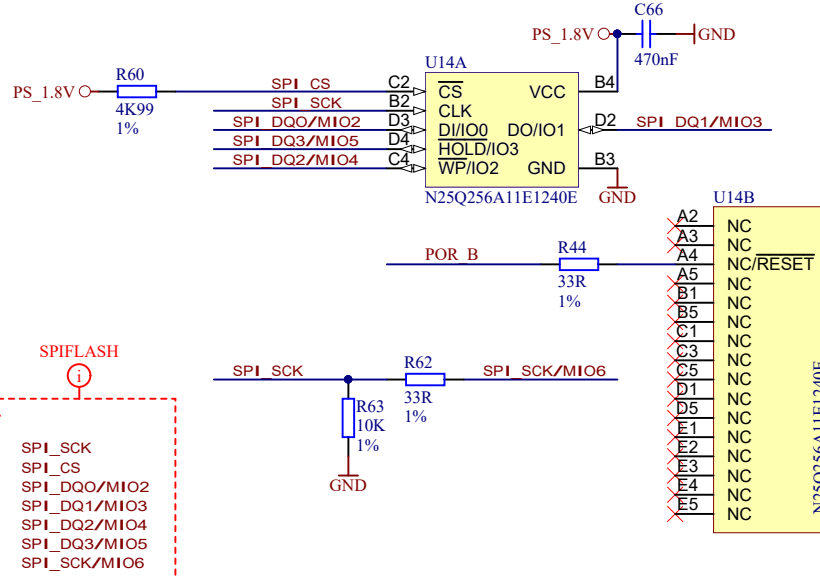 C66
PS_1.8V
GND
470nF
U14A
R60
PS_1.8V
4K99
1%
SPI_CS
C2
CS
VCC
B4
SPI_SCK
B2
CLK
SPI_DQ0/MIO2
D3
DI/IO0
DO/IO1
D2
SPI_DQ1/MIO3
SPI_DQ3/MIO5
D4
HOLD/IO3
SPI_DQ2/MIO4
C4
WP/IO2
GND
B3
N25Q256A11E1240E
GND
U14B
A2
NC
A3
NC
POR_B
R44
33R
1%
A4
NC/RESET
A5
NC
B1
NC
B5
NC
C1
NC
C3
NC
C5
NC
D1
NC
D5
NC
E1
NC
E2
NC
E3
NC
E4
NC
E5
NC
N25Q256A11E1240E
SPI_SCK
R62
33R
1%
SPI_SCK/MIO6
R63
10K
1%
GND
SPIFLASH
i
SPI_SCK
SPI_CS
SPI_DQ0/MIO2
SPI_DQ1/MIO3
SPI_DQ2/MIO4
SPI_DQ3/MIO5
SPI_SCK/MIO6